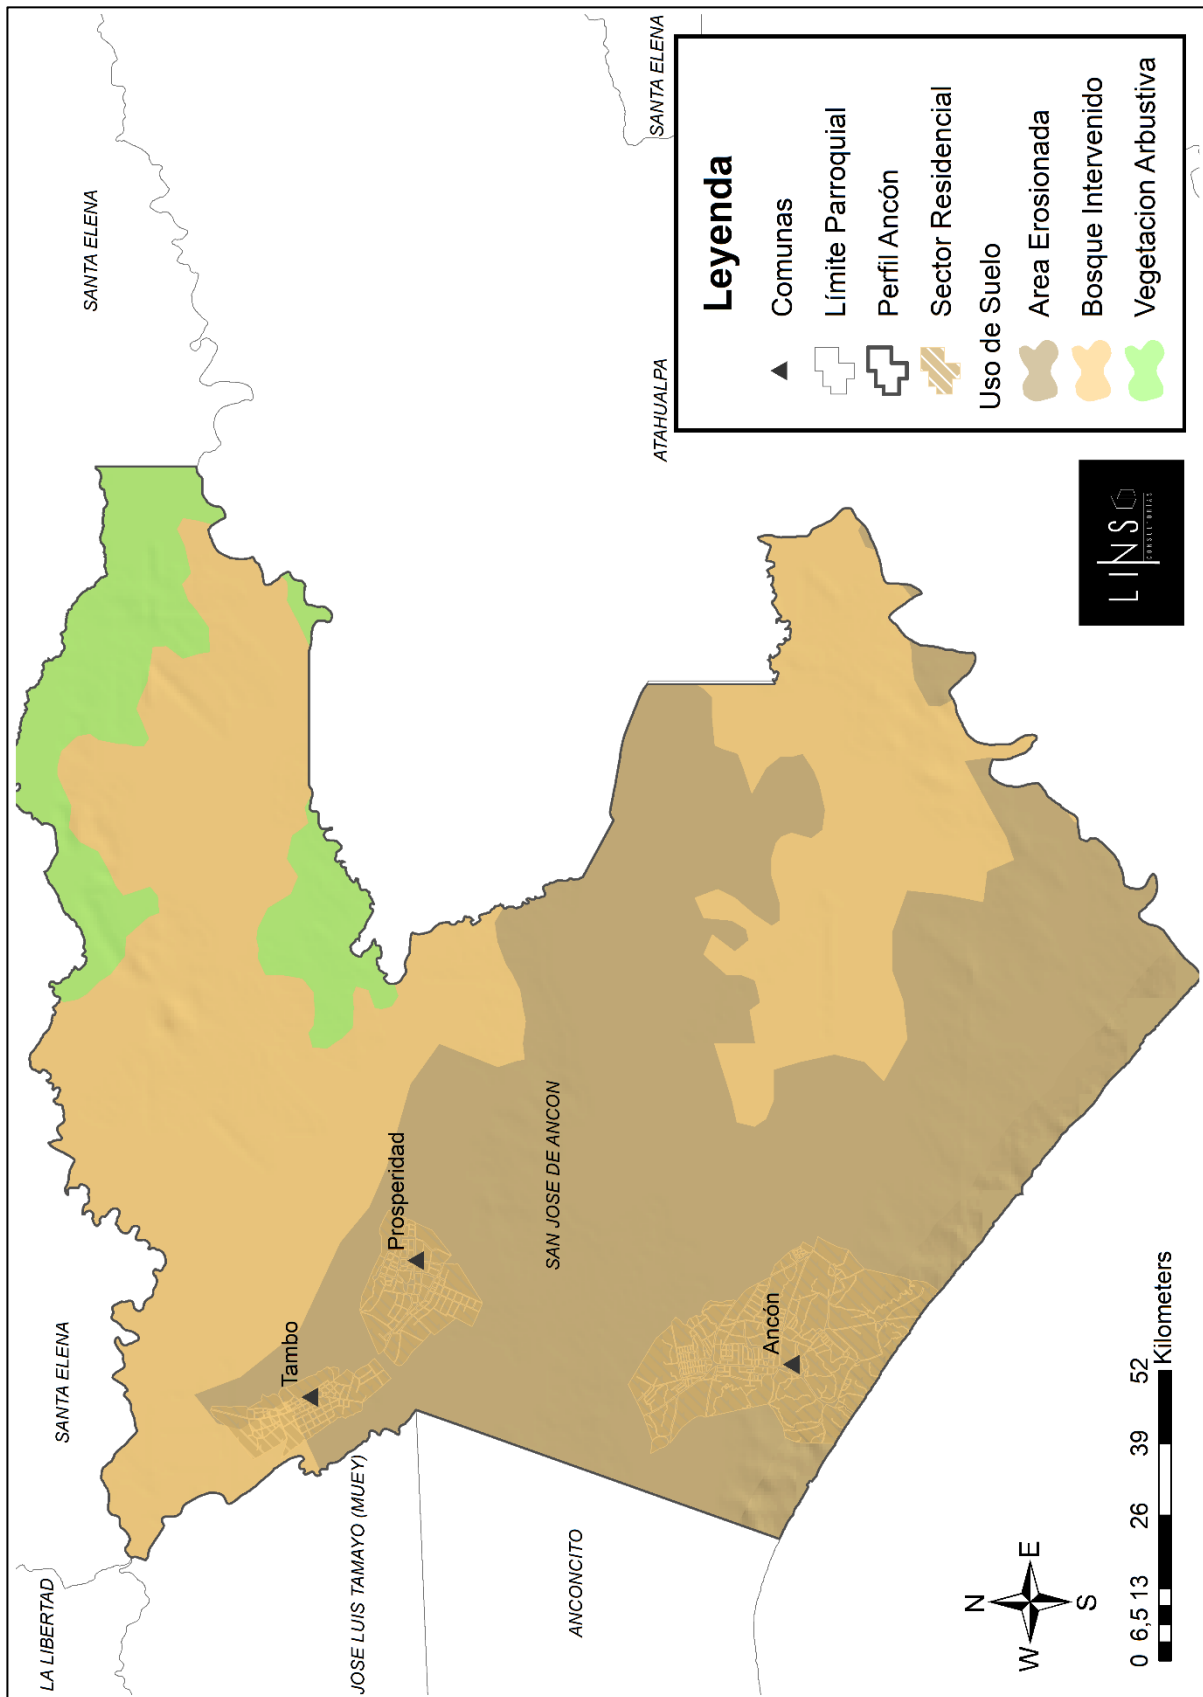 LA LIBERTAD
SANTA ELENA
SANTA ELENA
SANTA ELENA
JOSE LUIS TAMAYO (MUEY)
ANCONCITO
SAN JOSE DE ANCON
ATAHUALPA
Tambo
Prosperidad
Ancón
Leyenda
Comunas
Límite Parroquial
Perfil Ancón
Sector Residencial
Uso de Suelo
Area Erosionada
Bosque Intervenido
Vegetacion Arbustiva
N
W E
S
0 6,5 13 26 39 52
Kilometers
LINS
CONSULTORIAS